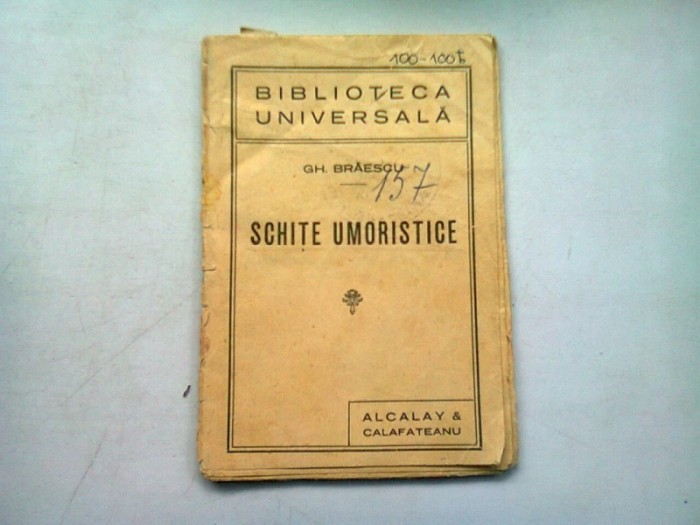 100-100 
BIBLIOTECA
UNIVERSALĂ
GH. BRĂESCU
157
SCHIȚE UMORISTICE
ALCALAY &
CALAFATEANU